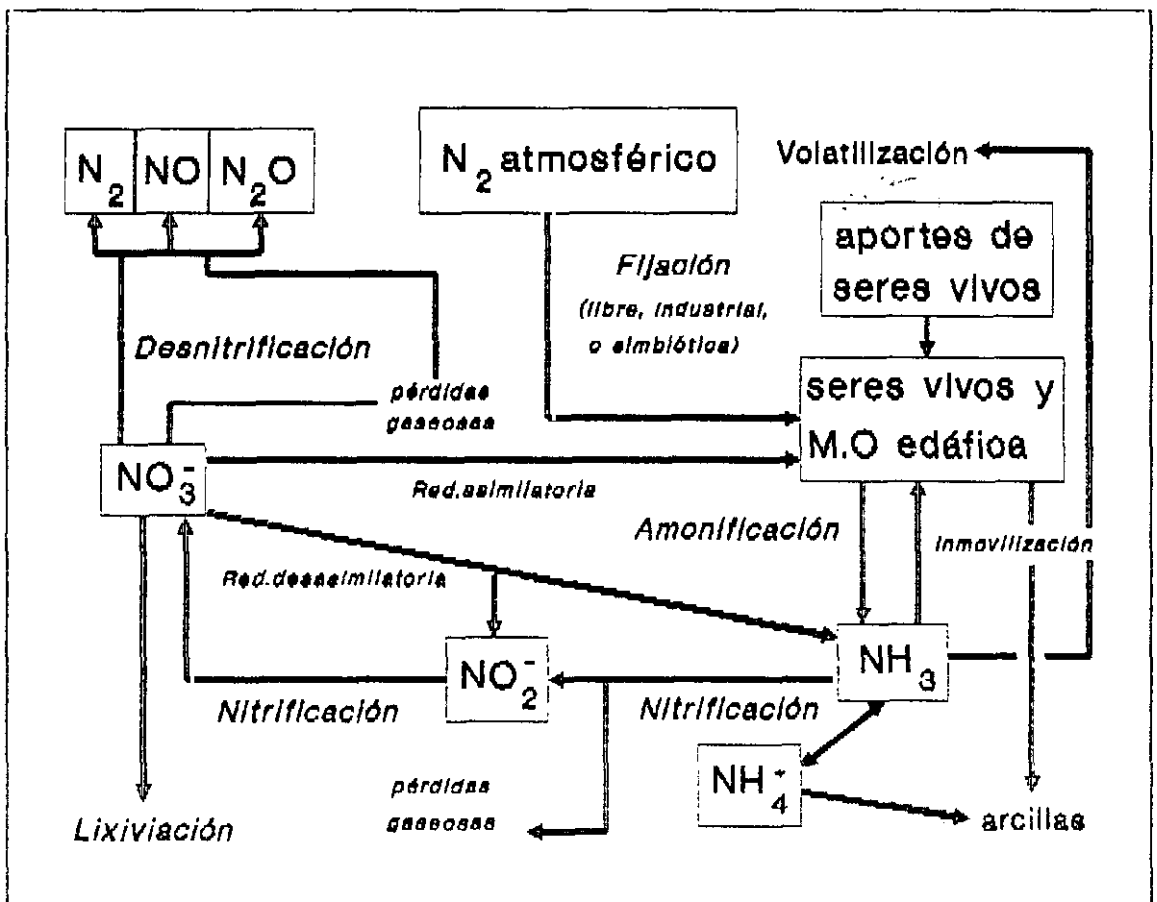 N₂ NO N₂O
N₂ atmosférico
Volatilización
aportes de
seres vivos
Fijación
(libre, industrial,
o simbiótica)
Desnitrificación
pérdidas
gaseosas
seres vivos y
M.O edáfica
NO₃⁻
Red.asimilatoria
Amonificación
inmovilización
Red.desasimilatoria
NH₃
NO₂⁻
Nitrificación
Nitrificación
NH₄⁺
pérdidas
gaseosas
Lixiviación
arcillas